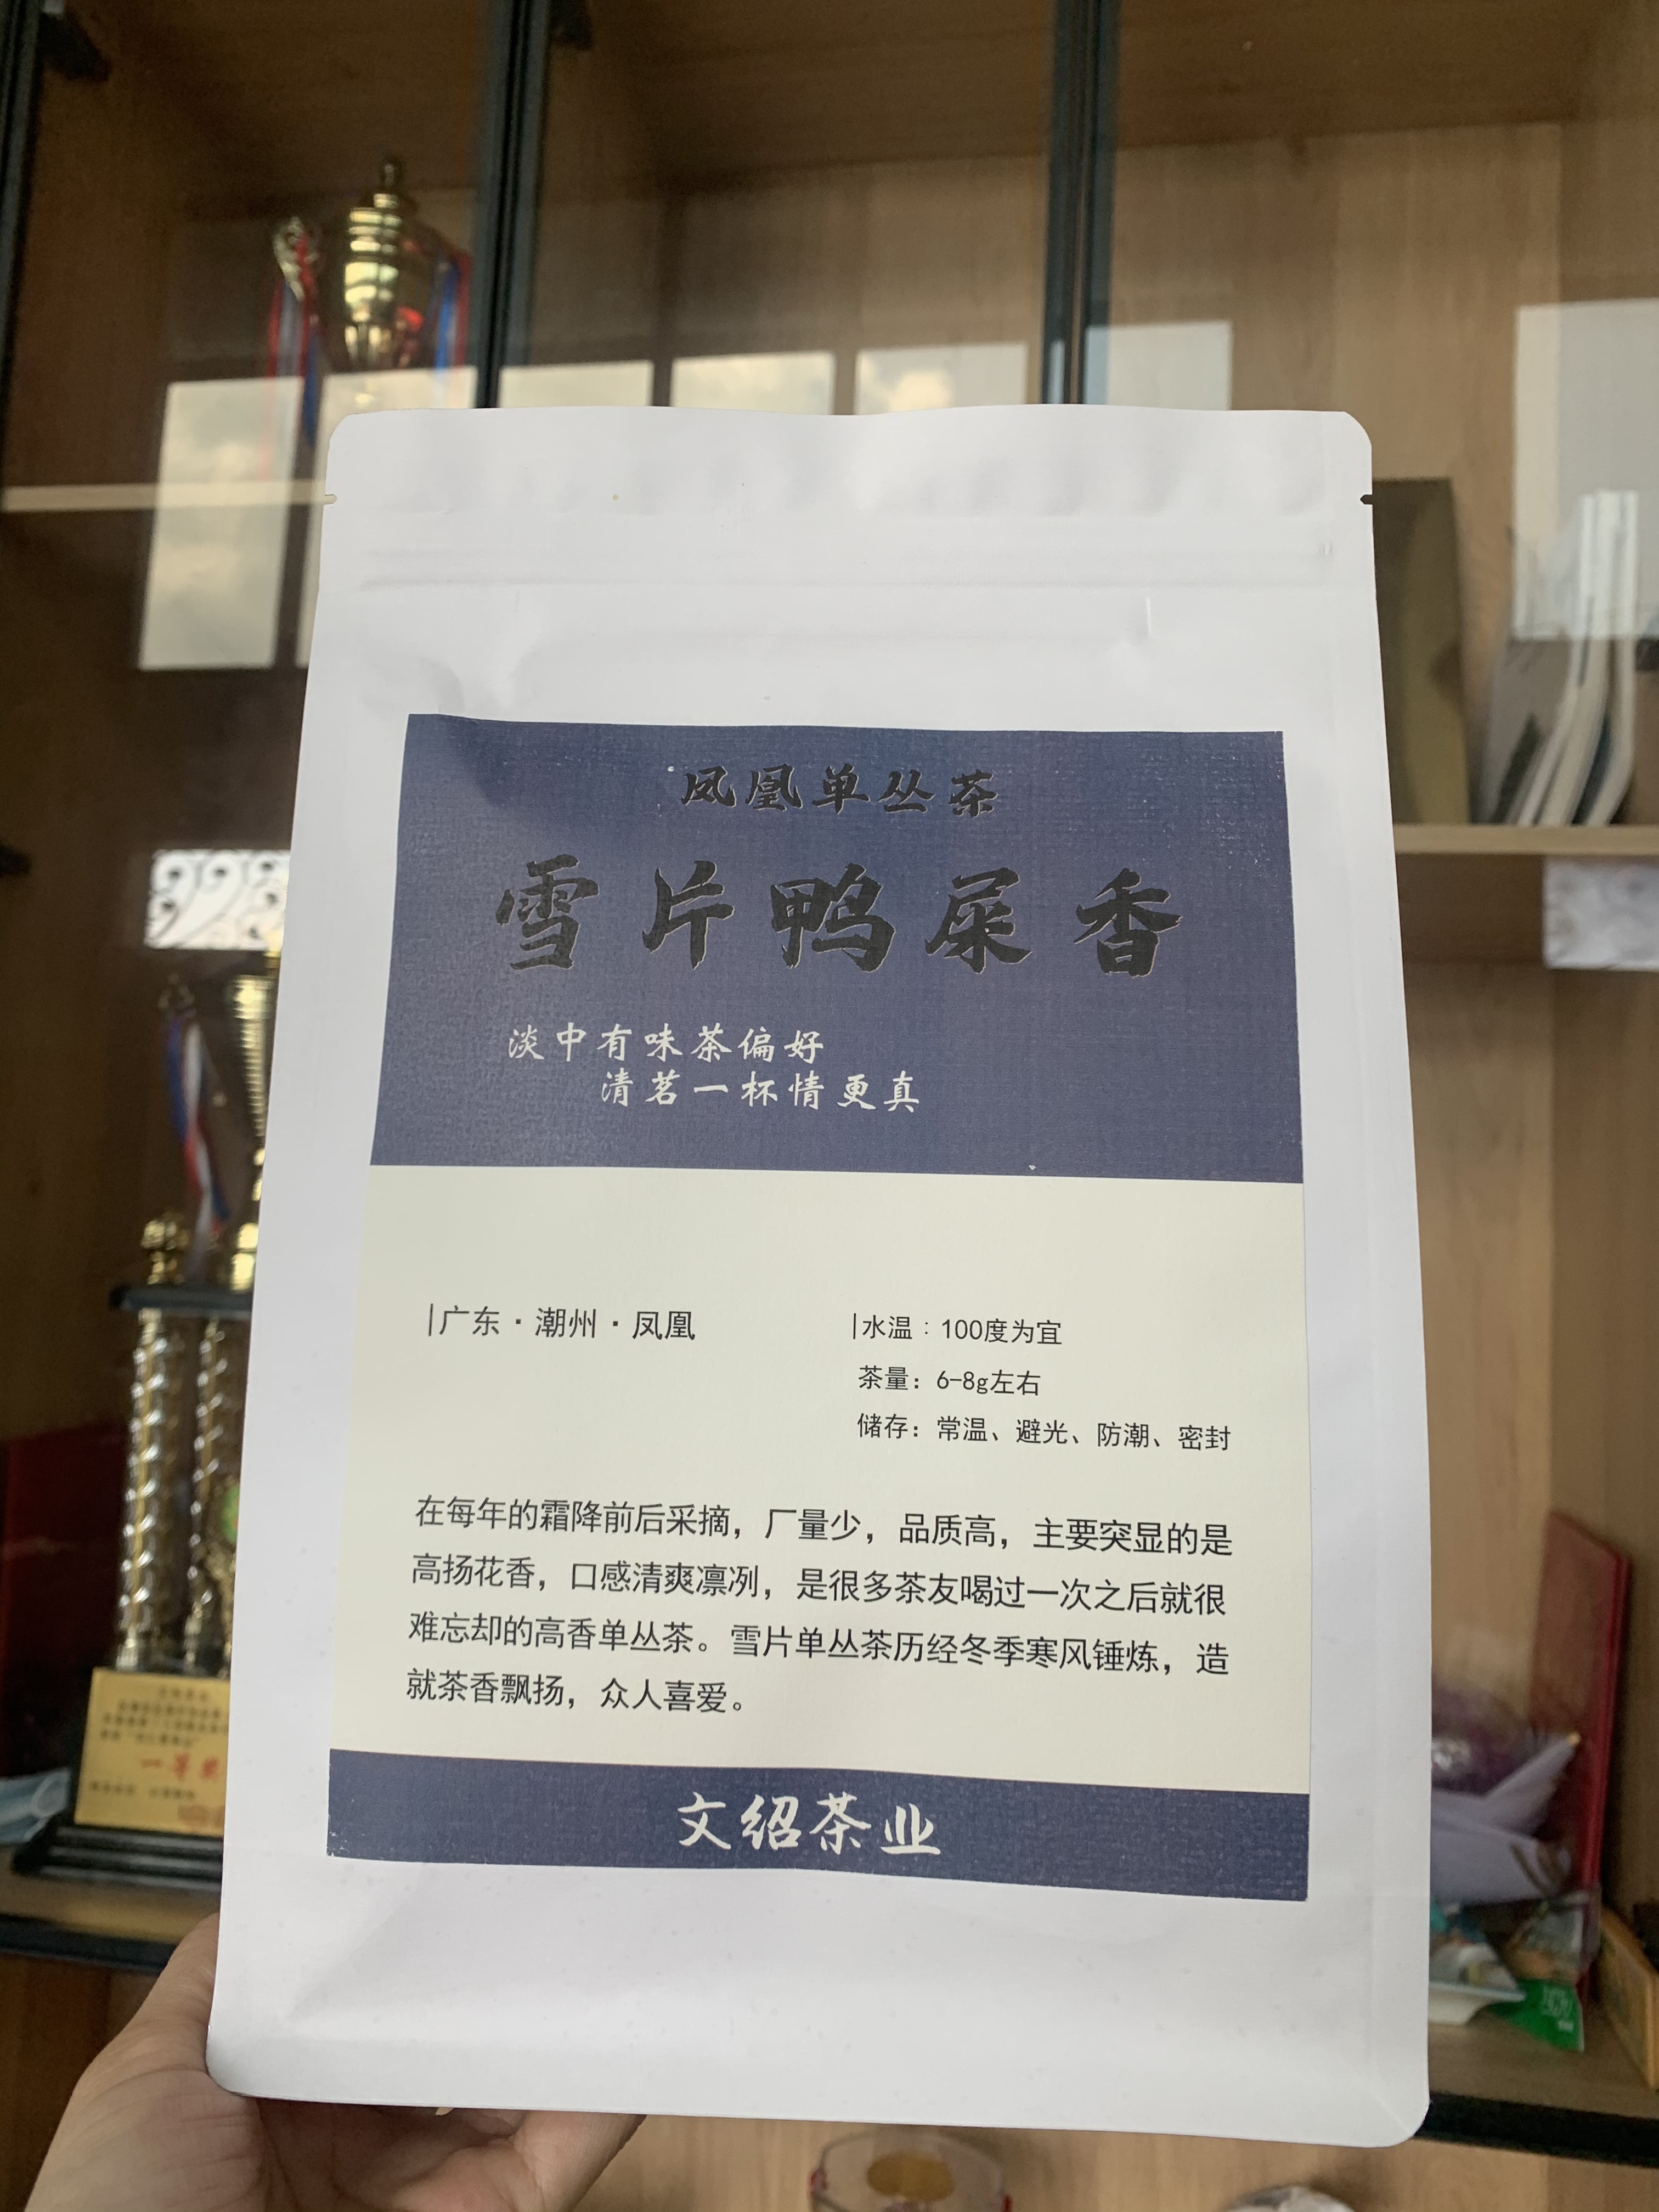 凤凰单丛茶
雪片鸭屎香
淡中有味茶偏好
清茗一杯情更真
|广东·潮州·凤凰
|水温：100度为宜
茶量：6-8g左右
储存：常温、避光、防潮、密封
在每年的霜降前后采摘，厂量少，品质高，主要突显的是
高扬花香，口感清爽凛冽，是很多茶友喝过一次之后就很
难忘却的高香单丛茶。雪片单丛茶历经冬季寒风锤炼，造
就茶香飘扬，众人喜爱。
文绍茶业
一等奖